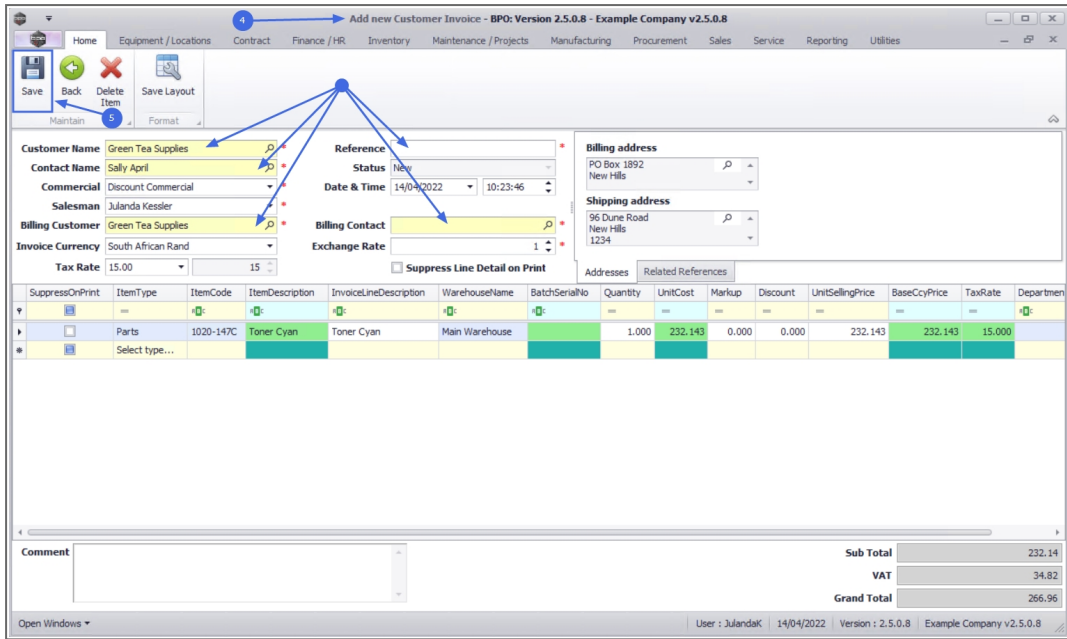 4
Add new Customer Invoice - BPO: Version 2.5.0.8 - Example Company v2.5.0.8
Home Equipment / Locations Contract Finance / HR Inventory Maintenance / Projects Manufacturing Procurement Sales Service Reporting Utilities
Save Back Delete Item Save Layout
5
Maintain Format
Customer Name Green Tea Supplies * Reference * Billing address
PO Box 1892
New Hills
Contact Name Sally April * Status New
Commercial Discount Commercial * Date & Time 14/04/2022 10:23:46
Salesman Julanda Kessler * Shipping address
96 Dune Road
New Hills
1234
Billing Customer Green Tea Supplies * Billing Contact *
Invoice Currency South African Rand Exchange Rate 1 *
Tax Rate 15.00 15 Suppress Line Detail on Print Addresses Related References
SuppressOnPrint ItemType ItemCode ItemDescription InvoiceLineDescription WarehouseName BatchSerialNo Quantity UnitCost Markup Discount UnitSellingPrice BaseCcyPrice TaxRate Departmen
Parts 1020-147C Toner Cyan Toner Cyan Main Warehouse 1.000 232.143 0.000 0.000 232.143 232.143 15.000
Select type...
Comment Sub Total 232.14
VAT 34.82
Grand Total 266.96
Open Windows User : JulandaK 14/04/2022 Version : 2.5.0.8 Example Company v2.5.0.8